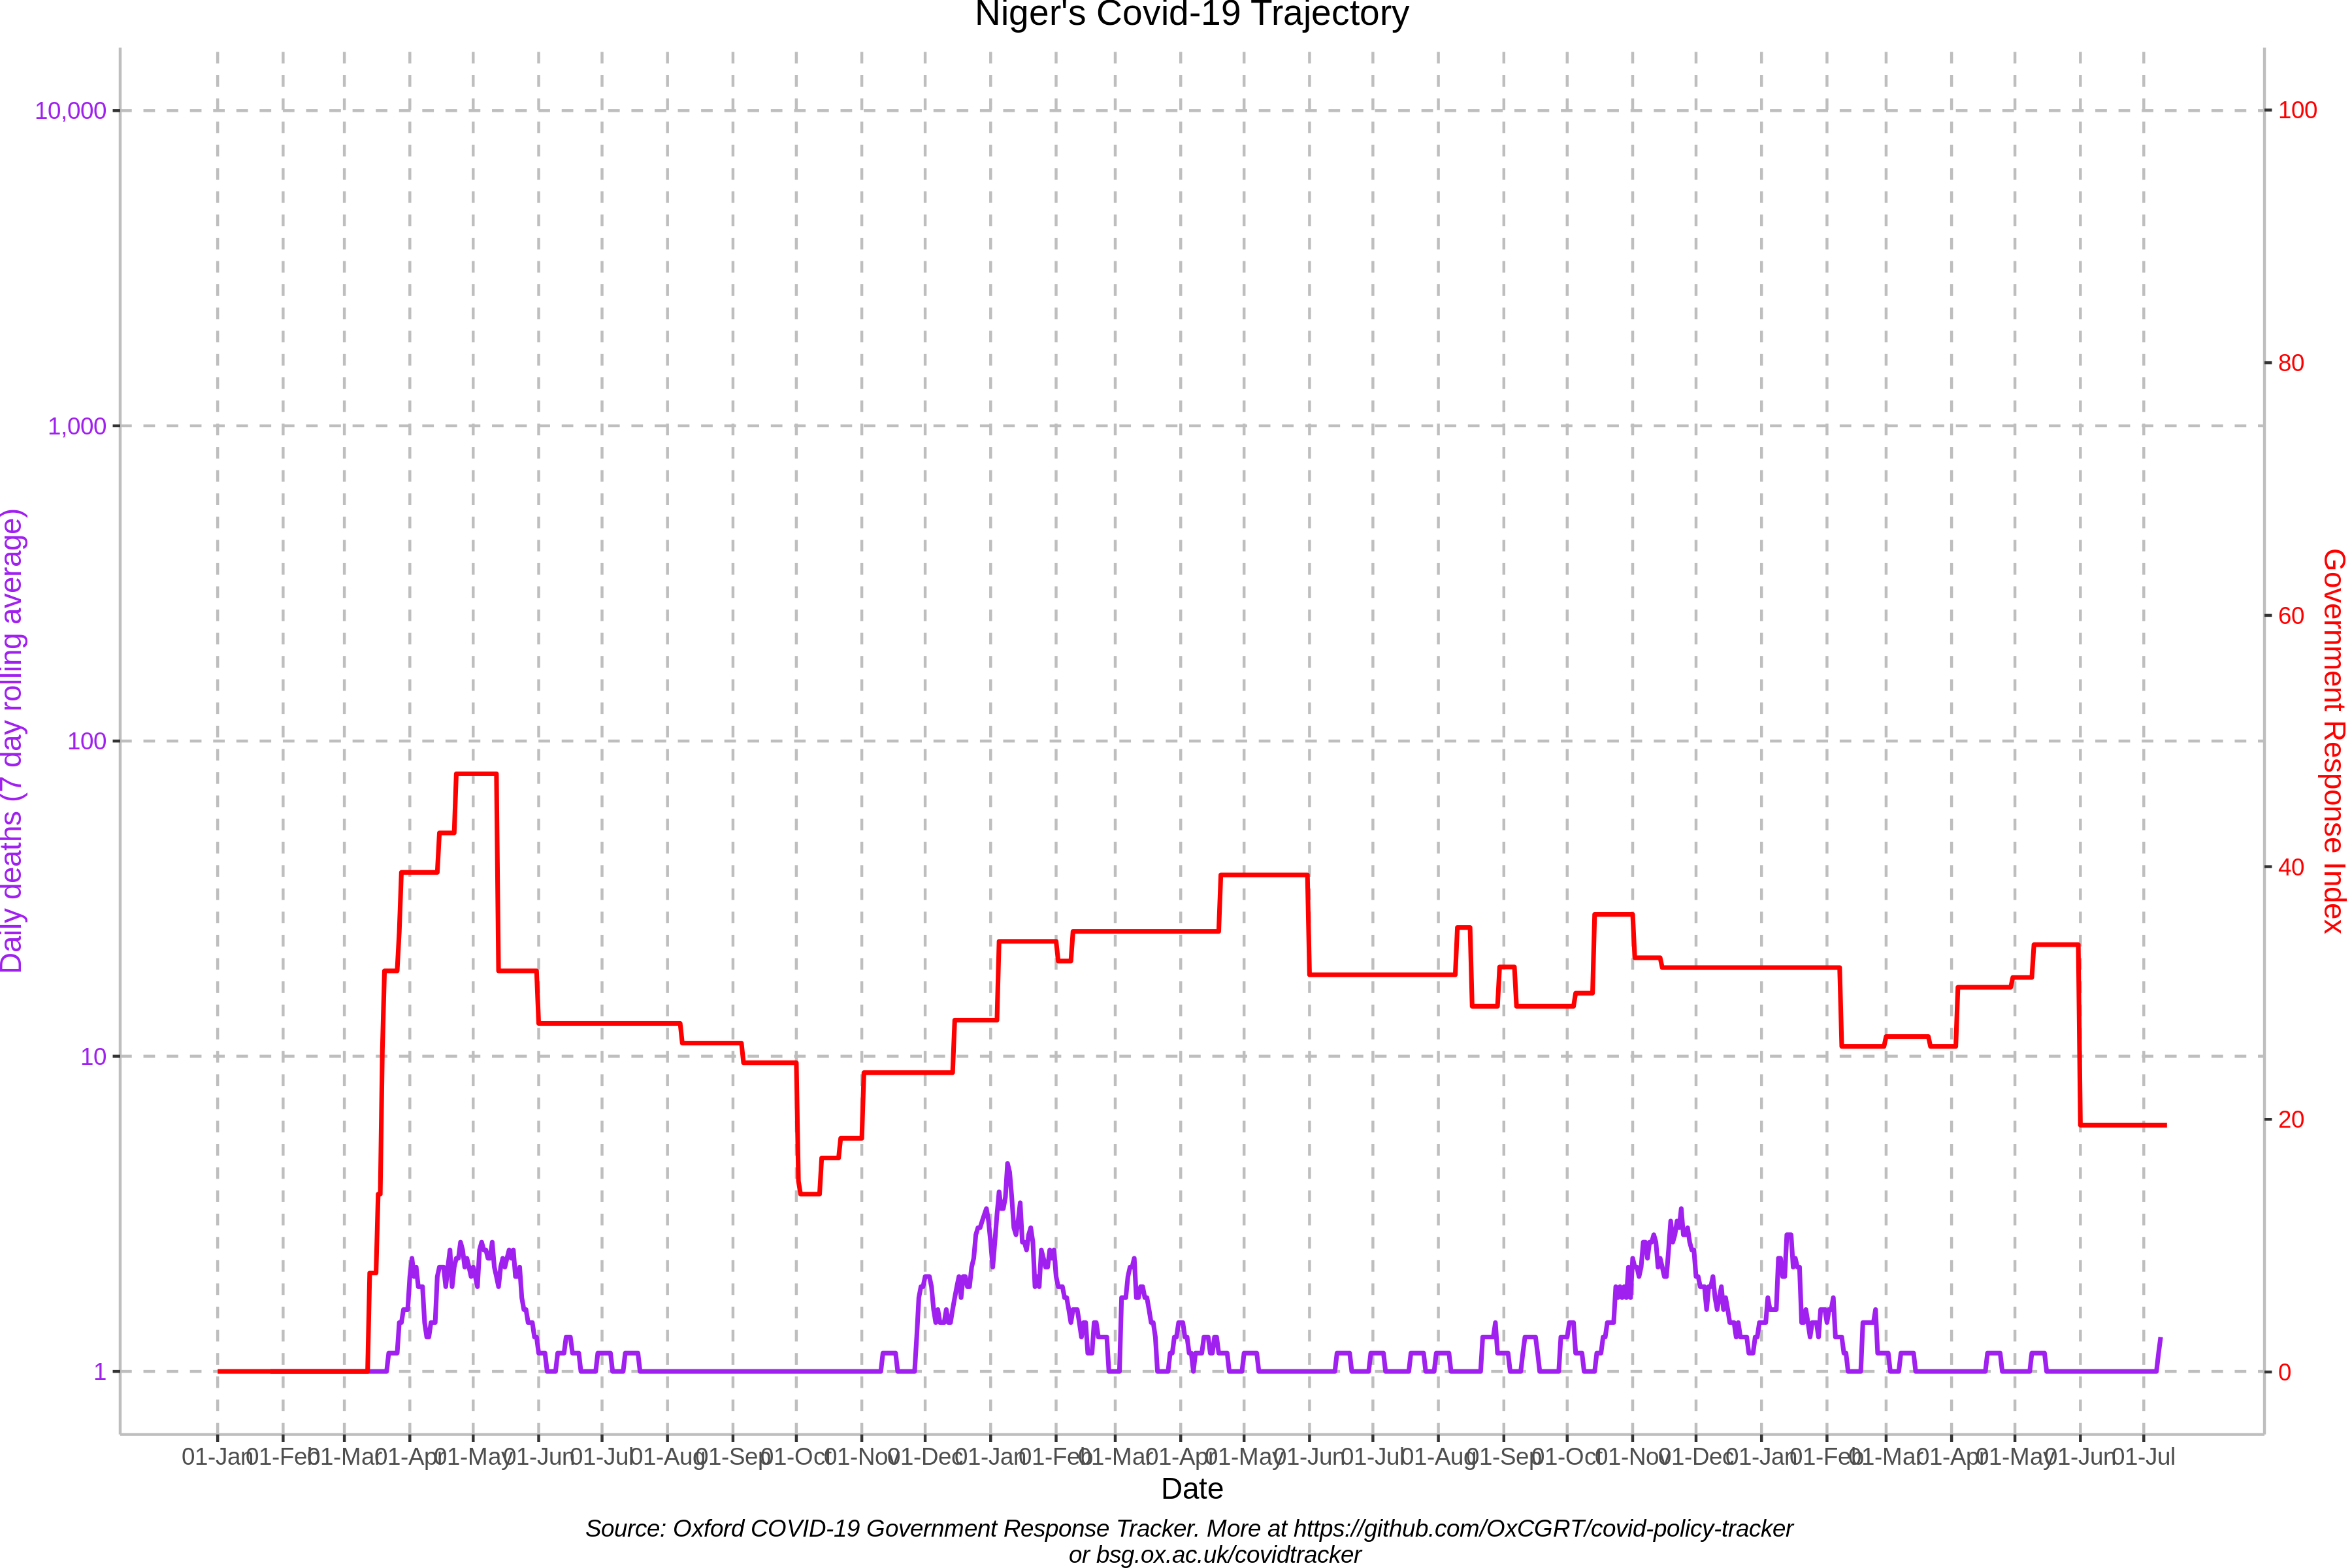 Niger's Covid-19 Trajectory
10,000
1,000
100
10
1
Daily deaths (7 day rolling average)
100
80
60
40
20
0
Government Response Index
01-Jan 01-Feb 01-Mar 01-Apr 01-May 01-Jun 01-Jul 01-Aug 01-Sep 01-Oct 01-Nov 01-Dec 01-Jan 01-Feb 01-Mar 01-Apr 01-May 01-Jun 01-Jul 01-Aug 01-Sep 01-Oct 01-Nov 01-Dec 01-Jan 01-Feb 01-Mar 01-Apr 01-May 01-Jun 01-Jul
Date
Source: Oxford COVID-19 Government Response Tracker. More at https://github.com/OxCGRT/covid-policy-tracker
or bsg.ox.ac.uk/covidtracker